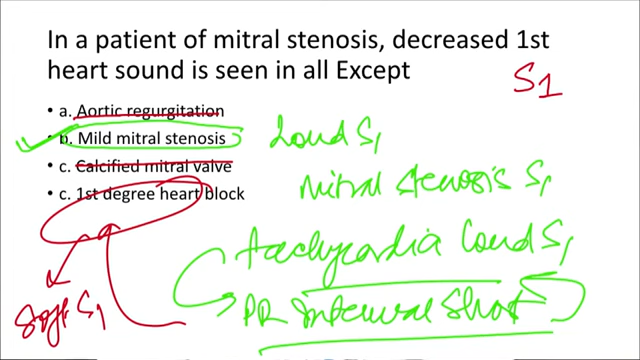 In a patient of mitral stenosis, decreased 1st
heart sound is seen in all Except
S1
• a. Aortic regurgitation
• b. Mild mitral stenosis
• c. Calcified mitral valve
• c. 1st degree heart block
Loud S1
Mitral stenosis S1
tachycardia loud S1
PR interval short
Soft S1